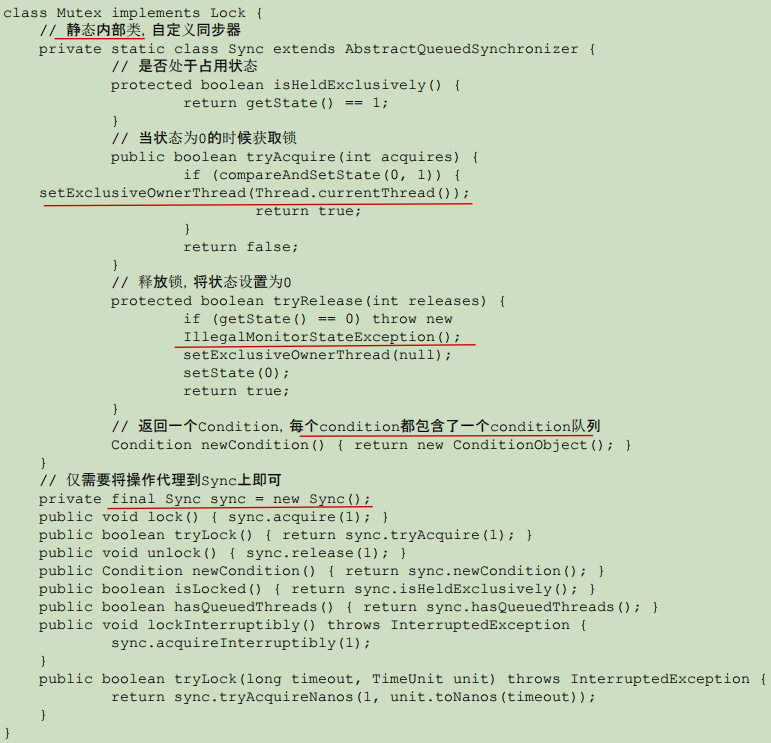 class Mutex implements Lock {
// 静态内部类, 自定义同步器
private static class Sync extends AbstractQueuedSynchronizer {
// 是否处于占用状态
protected boolean isHeldExclusively() {
return getState() == 1;
}
// 当状态为0的时候获取锁
public boolean tryAcquire(int acquires) {
if (compareAndSetState(0, 1)) {
setExclusiveOwnerThread(Thread.currentThread());
return true;
}
return false;
}
// 释放锁, 将状态设置为0
protected boolean tryRelease(int releases) {
if (getState() == 0) throw new
IllegalMonitorStateException();
setExclusiveOwnerThread(null);
setState(0);
return true;
}
// 返回一个Condition, 每个condition都包含了一个condition队列
Condition newCondition() { return new ConditionObject(); }
}
// 仅需要将操作代理到Sync上即可
private final Sync sync = new Sync();
public void lock() { sync.acquire(1); }
public boolean tryLock() { return sync.tryAcquire(1); }
public void unlock() { sync.release(1); }
public Condition newCondition() { return sync.newCondition(); }
public boolean isLocked() { return sync.isHeldExclusively(); }
public boolean hasQueuedThreads() { return sync.hasQueuedThreads(); }
public void lockInterruptibly() throws InterruptedException {
sync.acquireInterruptibly(1);
}
public boolean tryLock(long timeout, TimeUnit unit) throws InterruptedException {
return sync.tryAcquireNanos(1, unit.toNanos(timeout));
}
}